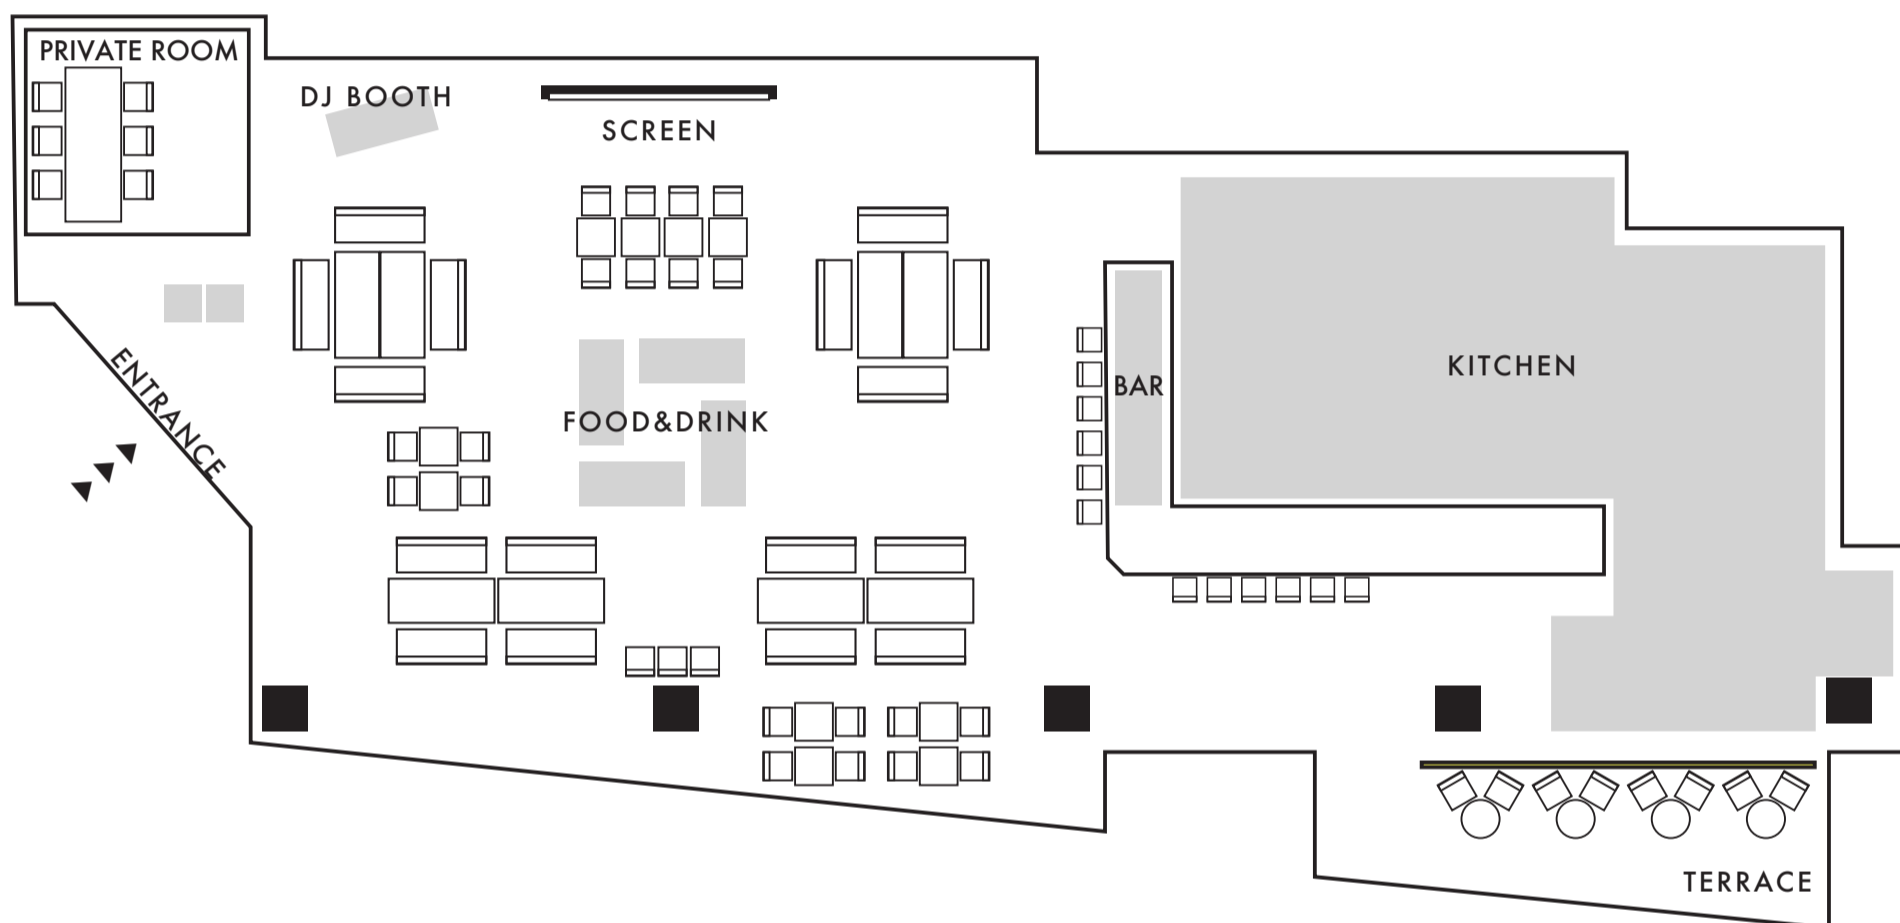 PRIVATE ROOM
DJ BOOTH
SCREEN
ENTRANCE
FOOD&DRINK
BAR
KITCHEN
TERRACE